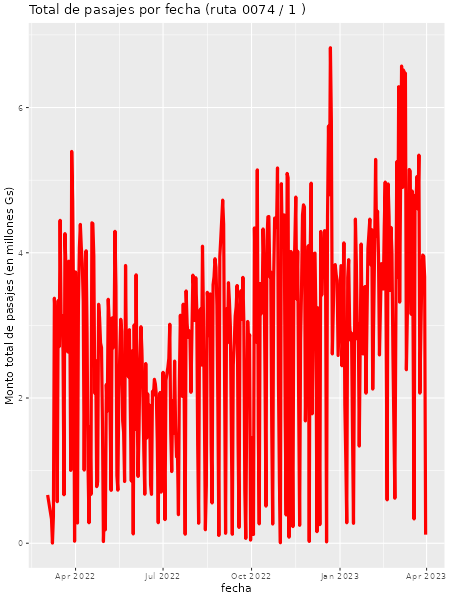 Total de pasajes por fecha (ruta 0074 / 1 )
Monto total de pasajes (en millones Gs)
6
4
2
0
Apr 2022
Jul 2022
Oct 2022
Jan 2023
Apr 2023
fecha